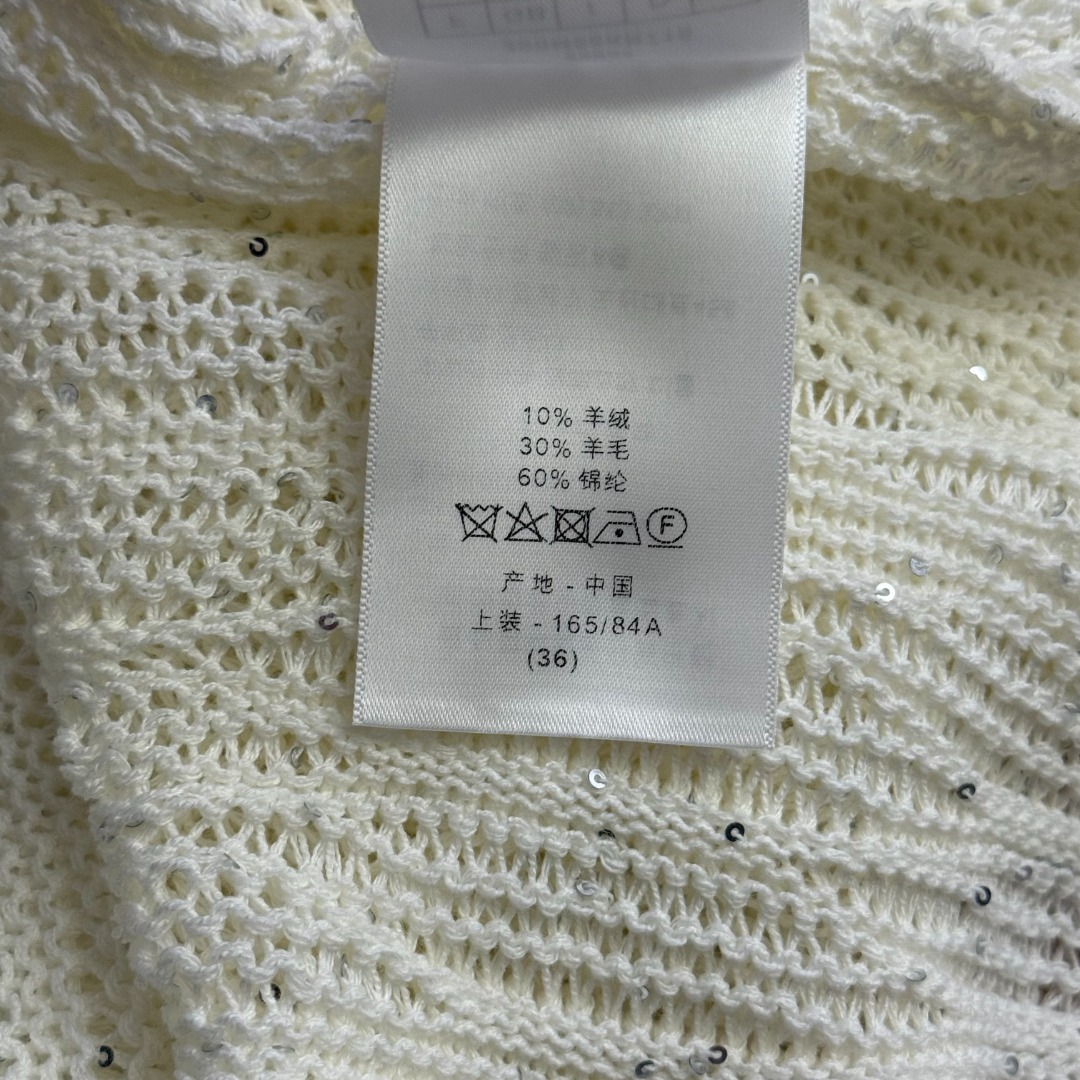 10% 羊绒
30% 羊毛
60% 锦纶
F
产地 - 中国
上装 - 165/84A
(36)